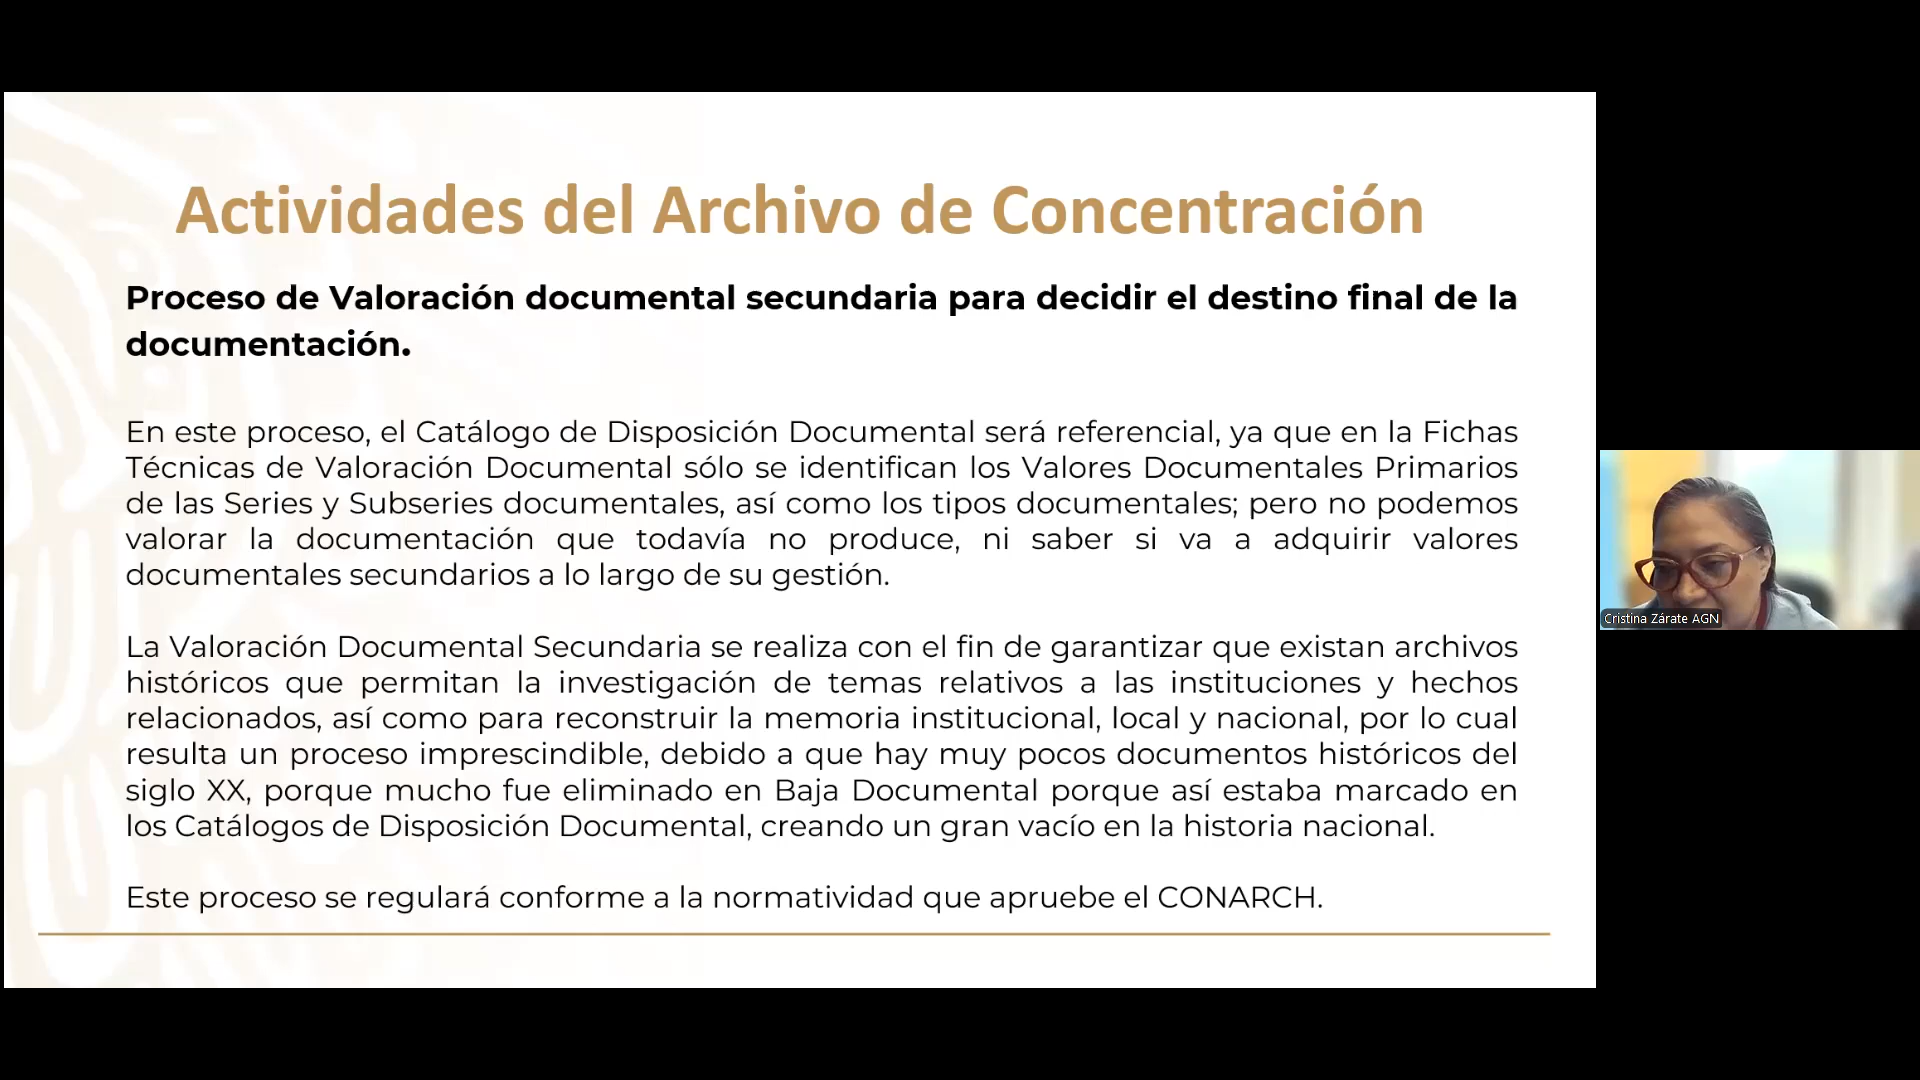 Actividades del Archivo de Concentración
Proceso de Valoración documental secundaria para decidir el destino final de la
documentación.
En este proceso, el Catálogo de Disposición Documental será referencial, ya que en la Fichas
Técnicas de Valoración Documental sólo se identifican los Valores Documentales Primarios
de las Series y Subseries documentales, así como los tipos documentales; pero no podemos
valorar la documentación que todavía no produce, ni saber si va a adquirir valores
documentales secundarios a lo largo de su gestión.
La Valoración Documental Secundaria se realiza con el fin de garantizar que existan archivos
históricos que permitan la investigación de temas relativos a las instituciones y hechos
relacionados, así como para reconstruir la memoria institucional, local y nacional, por lo cual
resulta un proceso imprescindible, debido a que hay muy pocos documentos históricos del
siglo XX, porque mucho fue eliminado en Baja Documental porque así estaba marcado en
los Catálogos de Disposición Documental, creando un gran vacío en la historia nacional.
Este proceso se regulará conforme a la normatividad que apruebe el CONARCH.
Cristina Zárate AGN